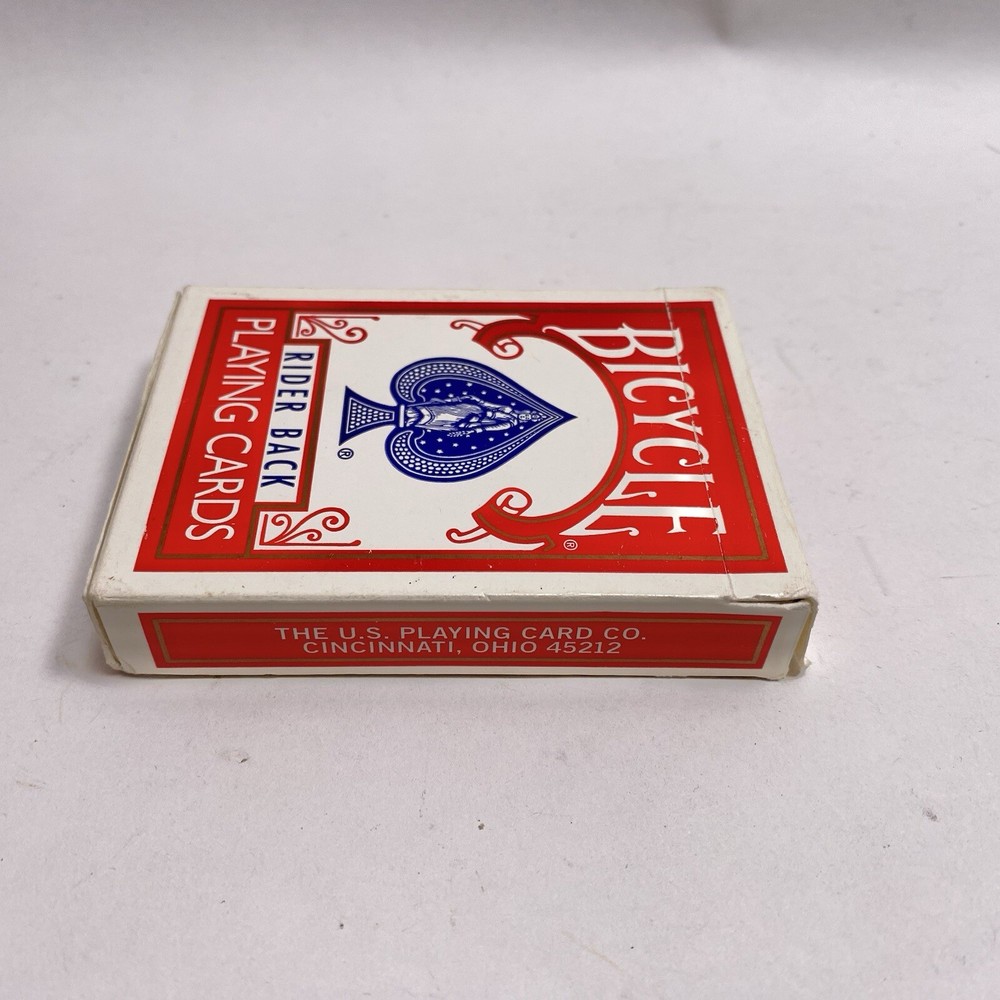 BICYCLE
®
®
RIDER BACK
PLAYING CARDS
THE U.S. PLAYING CARD CO.
CINCINNATI, OHIO 45212